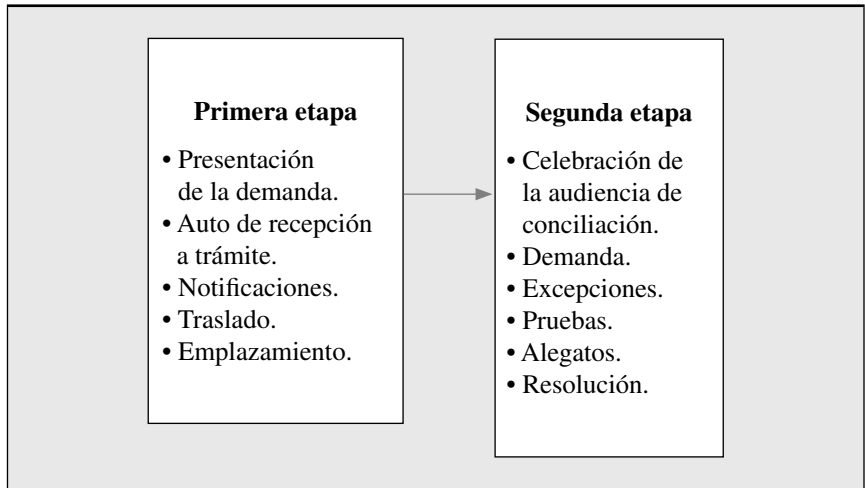 Primera etapa
• Presentación
de la demanda.
• Auto de recepción
a trámite.
• Notificaciones.
• Traslado.
• Emplazamiento.
Segunda etapa
• Celebración de
la audiencia de
conciliación.
• Demanda.
• Excepciones.
• Pruebas.
• Alegatos.
• Resolución.